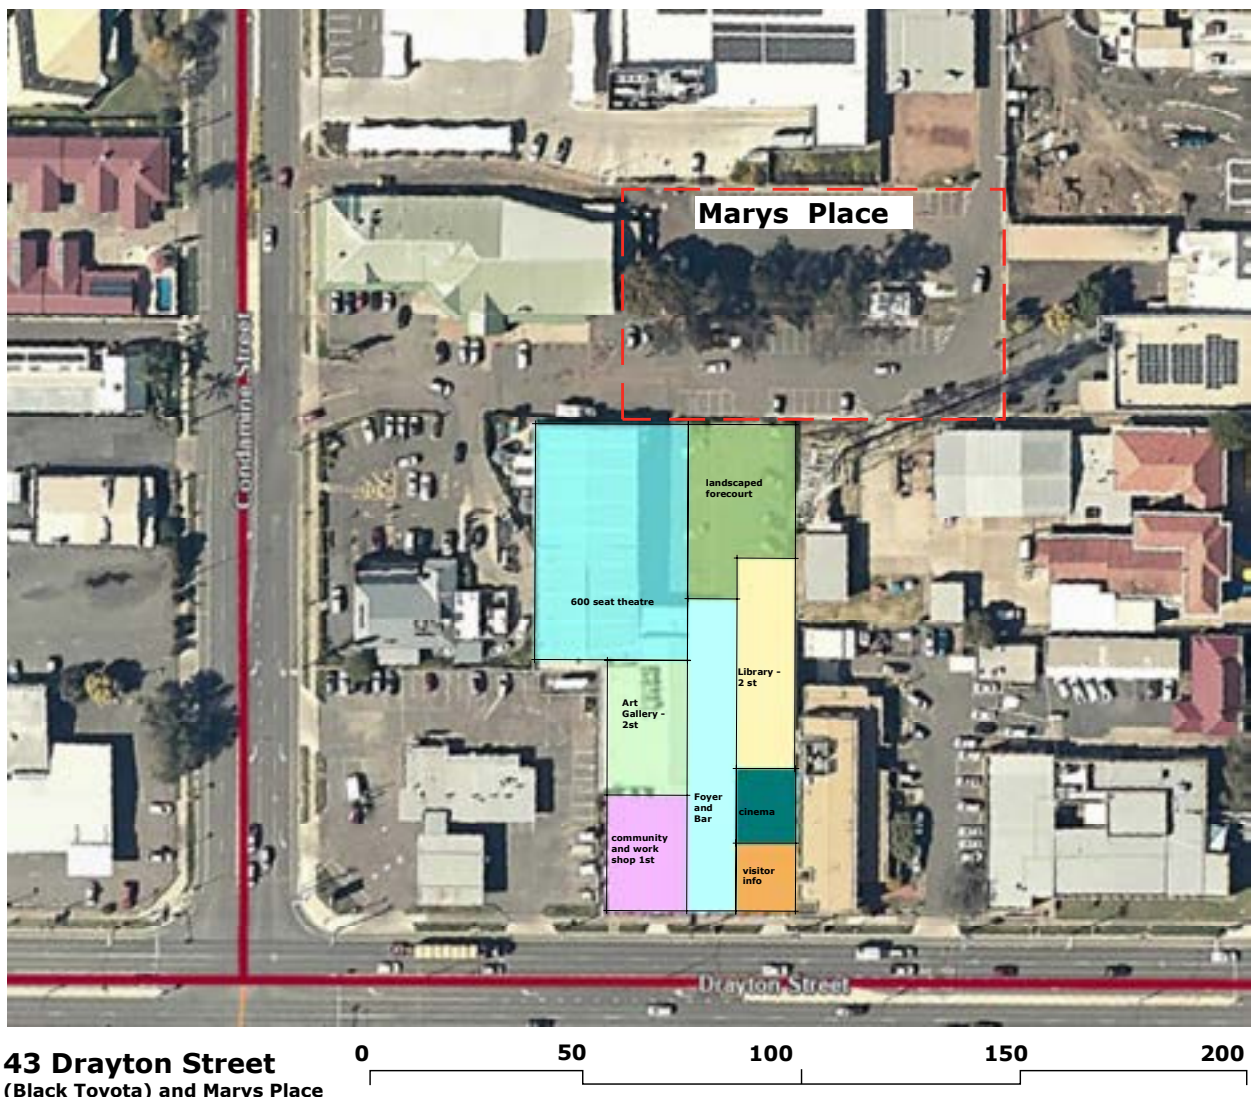 Marys Place
Condamine Street
landscaped
forecourt
600 seat theatre
Library -
2 st
Art
Gallery -
2st
Foyer
and
Bar
cinema
community
and work
shop 1st
visitor
info
Drayton Street
43 Drayton Street
(Black Toyota) and Marys Place
0 50 100 150 200